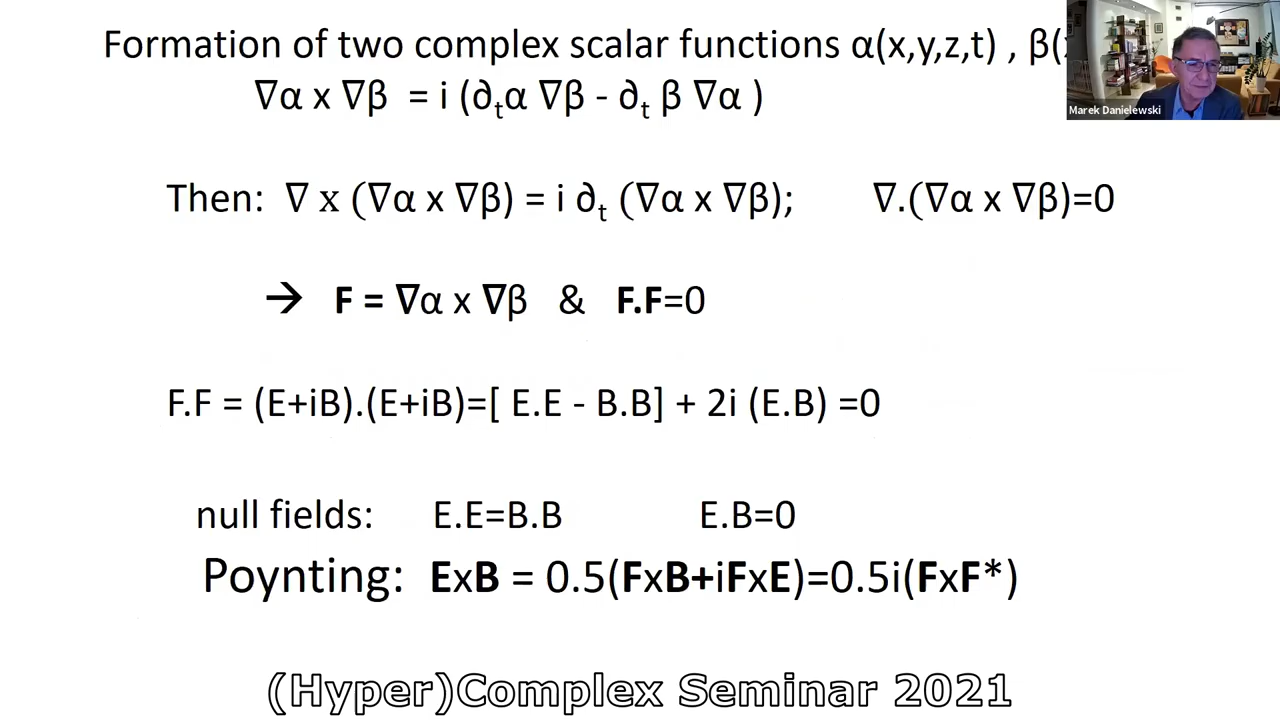 Formation of two complex scalar functions α(x,y,z,t) , β(
Marek Danielewski
∇α x ∇β = i (∂ₜα ∇β - ∂ₜ β ∇α )
Then: ∇ x (∇α x ∇β) = i ∂ₜ (∇α x ∇β); ∇.(∇α x ∇β)=0
→ F = ∇α x ∇β & F.F=0
F.F = (E+iB).(E+iB)=[ E.E - B.B] + 2i (E.B) =0
null fields: E.E=B.B E.B=0
Poynting: ExB = 0.5(FxB+iFxE)=0.5i(FxF*)
(Hyper)Complex Seminar 2021